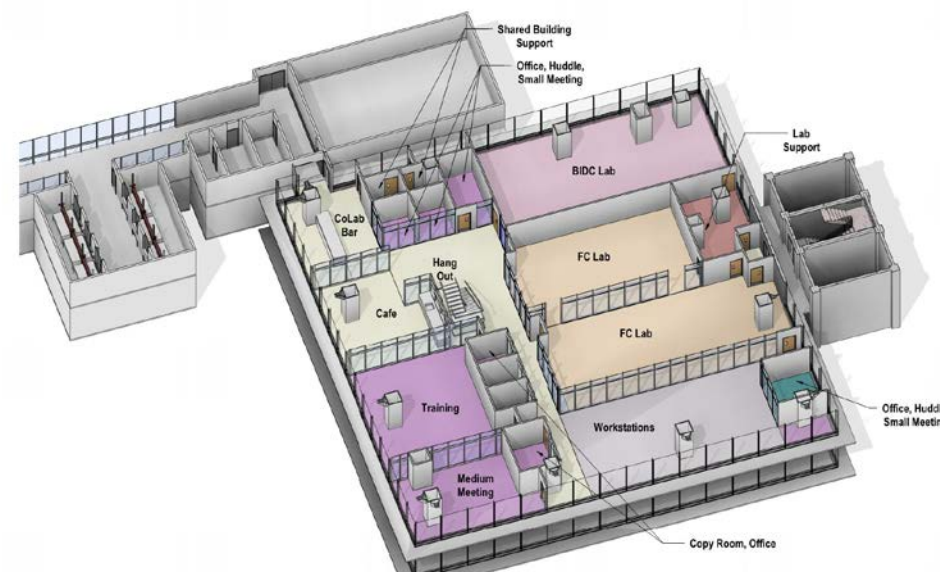 Shared Building
Support
Office, Huddle,
Small Meeting
Lab
Support
BIDC Lab
CoLab
Bar
FC Lab
Hang
Out
Cafe
FC Lab
Training
Workstations
Office, Huddl
Small Meetin
Medium
Meeting
Copy Room, Office